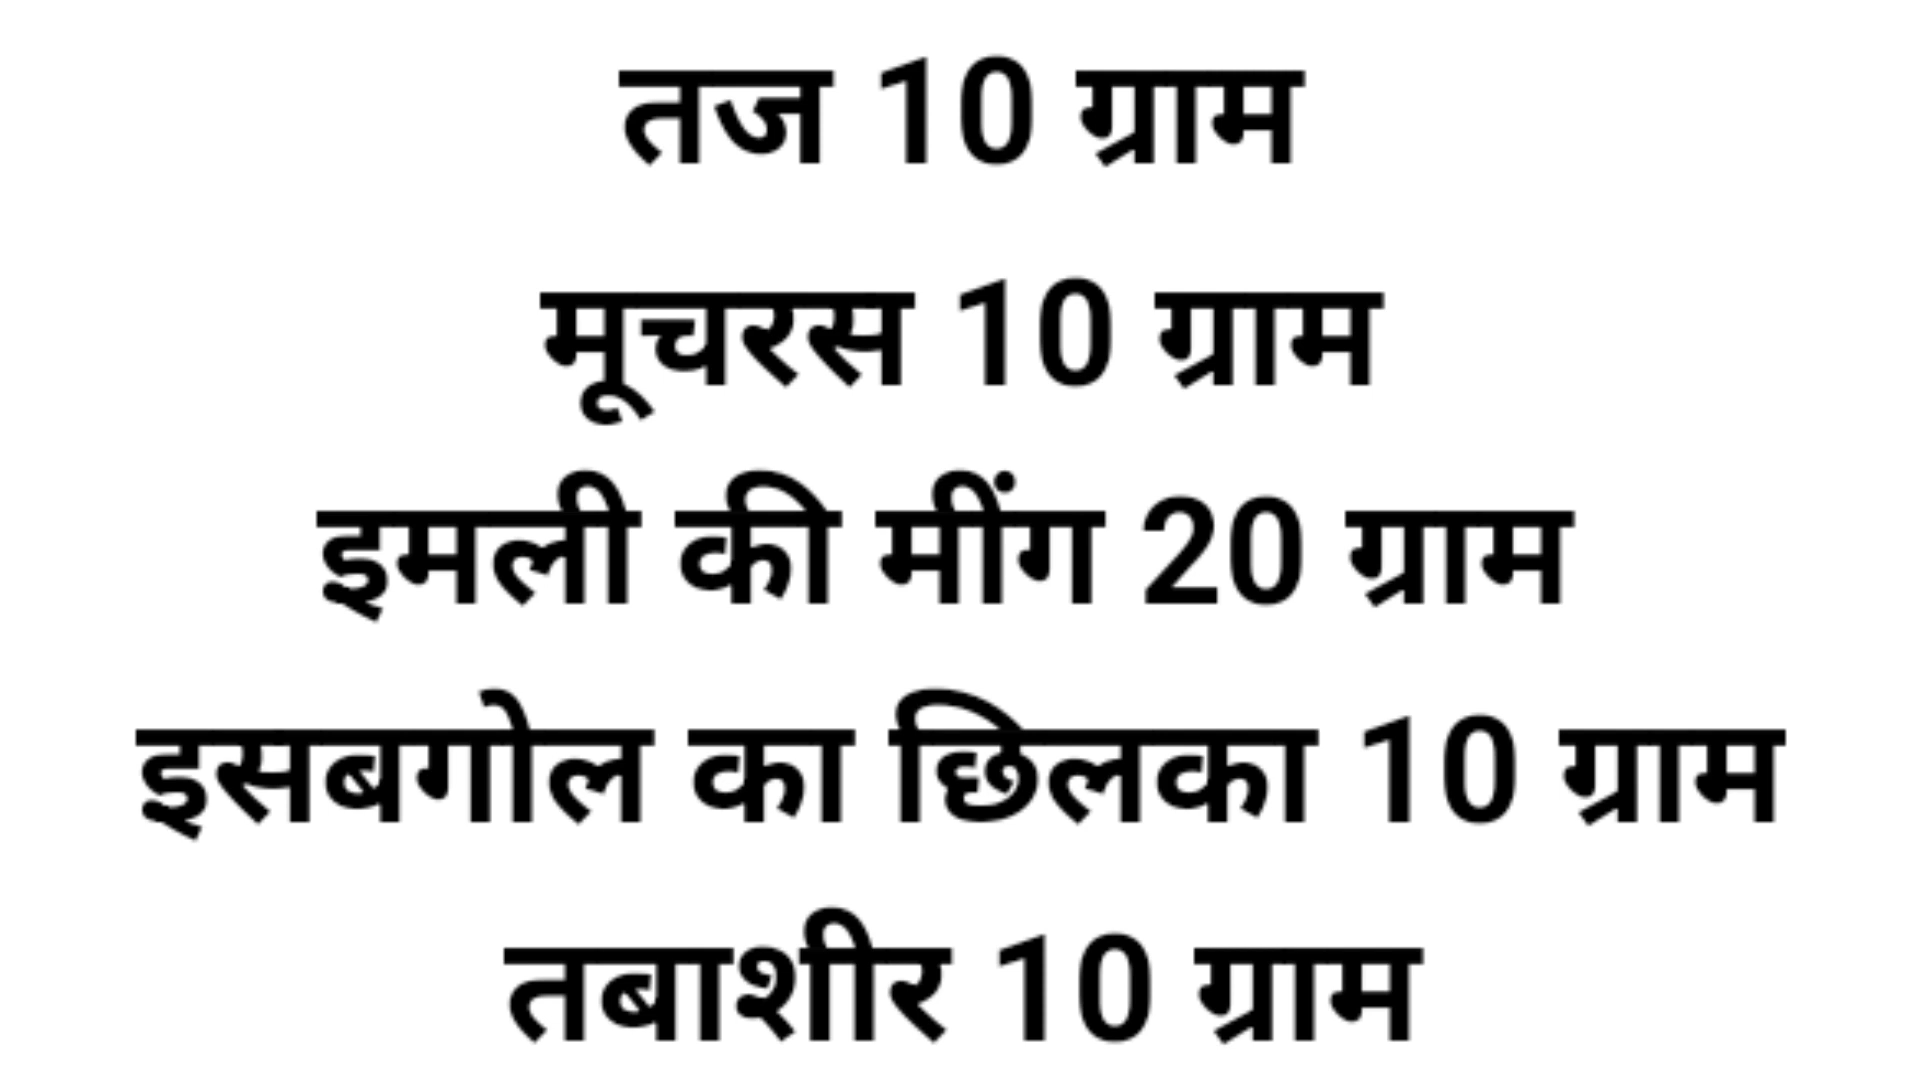 तज 10 ग्राम
मूचरस 10 ग्राम
इमली की मींग 20 ग्राम
इसबगोल का छिलका 10 ग्राम
तबाशीर 10 ग्राम